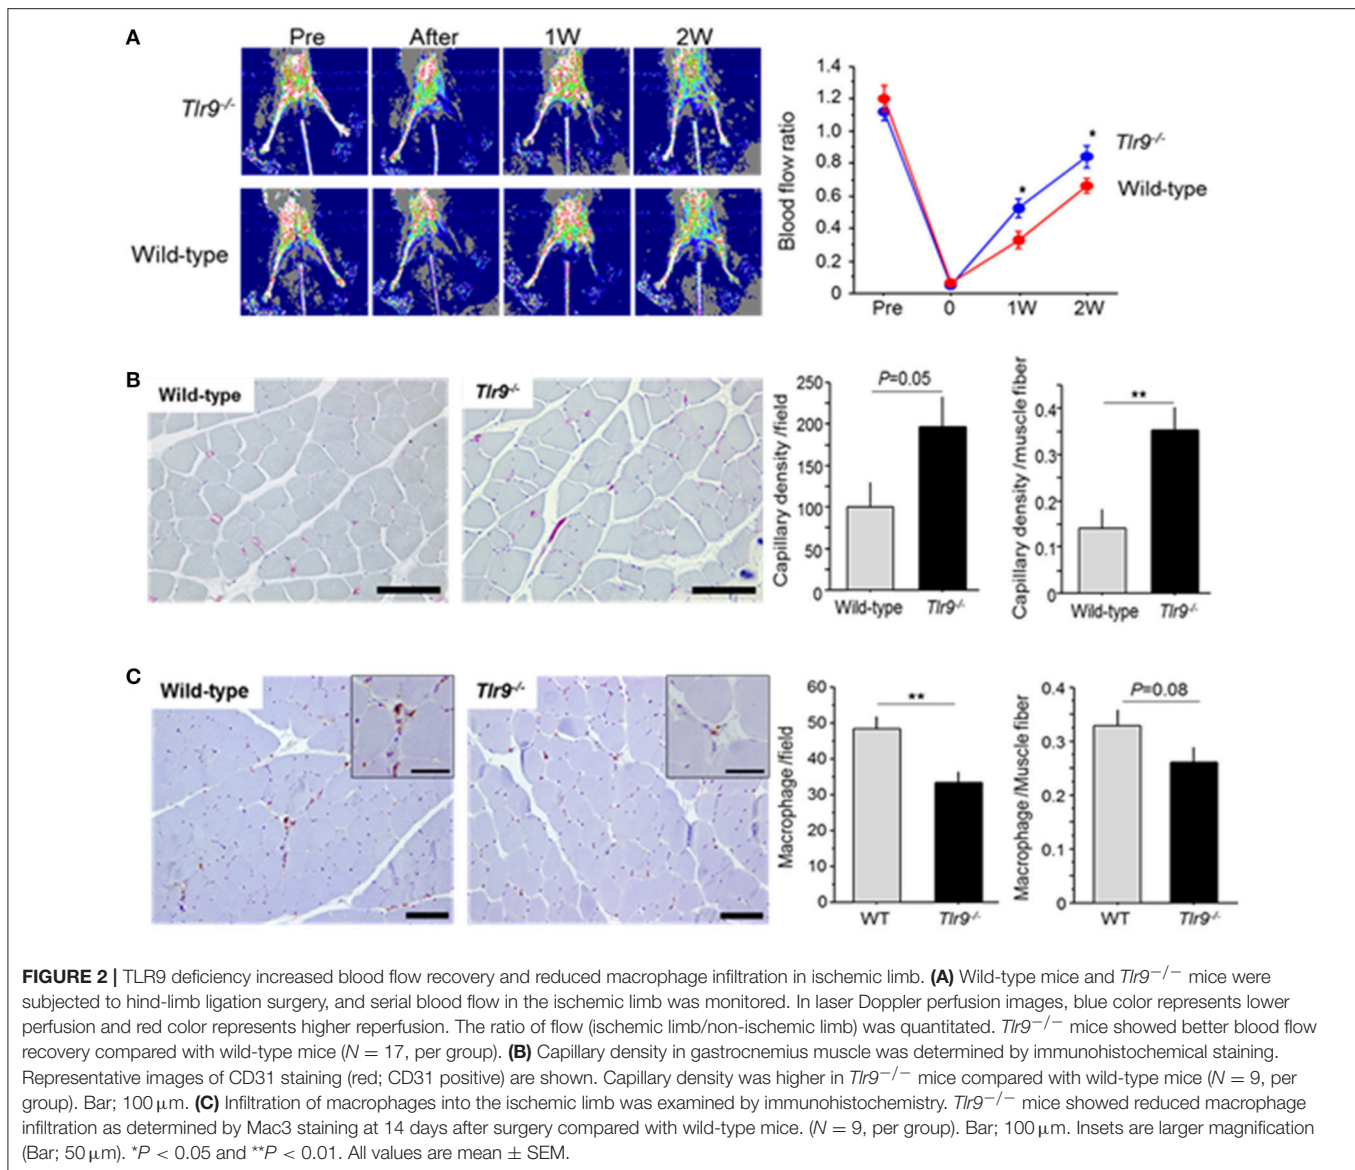 A
Pre After 1W 2W
Tlr9-/-
Wild-type
Blood flow ratio
1.4
1.2
1.0
0.8
0.6
0.4
0.2
0
Pre 0 1W 2W
*
*
Tlr9-/-
Wild-type
B
Wild-type
Tlr9-/-
Capillary density /field
250
200
150
100
50
0
P=0.05
Wild-type Tlr9-/-
Capillary density /muscle fiber
0.4
0.3
0.2
0.1
0
**
Wild-type Tlr9-/-
C
Wild-type
Tlr9-/-
Macrophage /field
60
50
40
30
20
10
0
**
WT Tlr9-/-
Macrophage /Muscle fiber
0.4
0.3
0.2
0.1
0
P=0.08
WT Tlr9-/-
FIGURE 2 | TLR9 deficiency increased blood flow recovery and reduced macrophage infiltration in ischemic limb. (A) Wild-type mice and Tlr9−/− mice were
subjected to hind-limb ligation surgery, and serial blood flow in the ischemic limb was monitored. In laser Doppler perfusion images, blue color represents lower
perfusion and red color represents higher reperfusion. The ratio of flow (ischemic limb/non-ischemic limb) was quantitated. Tlr9−/− mice showed better blood flow
recovery compared with wild-type mice (N = 17, per group). (B) Capillary density in gastrocnemius muscle was determined by immunohistochemical staining.
Representative images of CD31 staining (red; CD31 positive) are shown. Capillary density was higher in Tlr9−/− mice compared with wild-type mice (N = 9, per
group). Bar; 100 μm. (C) Infiltration of macrophages into the ischemic limb was examined by immunohistochemistry. Tlr9−/− mice showed reduced macrophage
infiltration as determined by Mac3 staining at 14 days after surgery compared with wild-type mice. (N = 9, per group). Bar; 100 μm. Insets are larger magnification
(Bar; 50 μm). *P < 0.05 and **P < 0.01. All values are mean ± SEM.